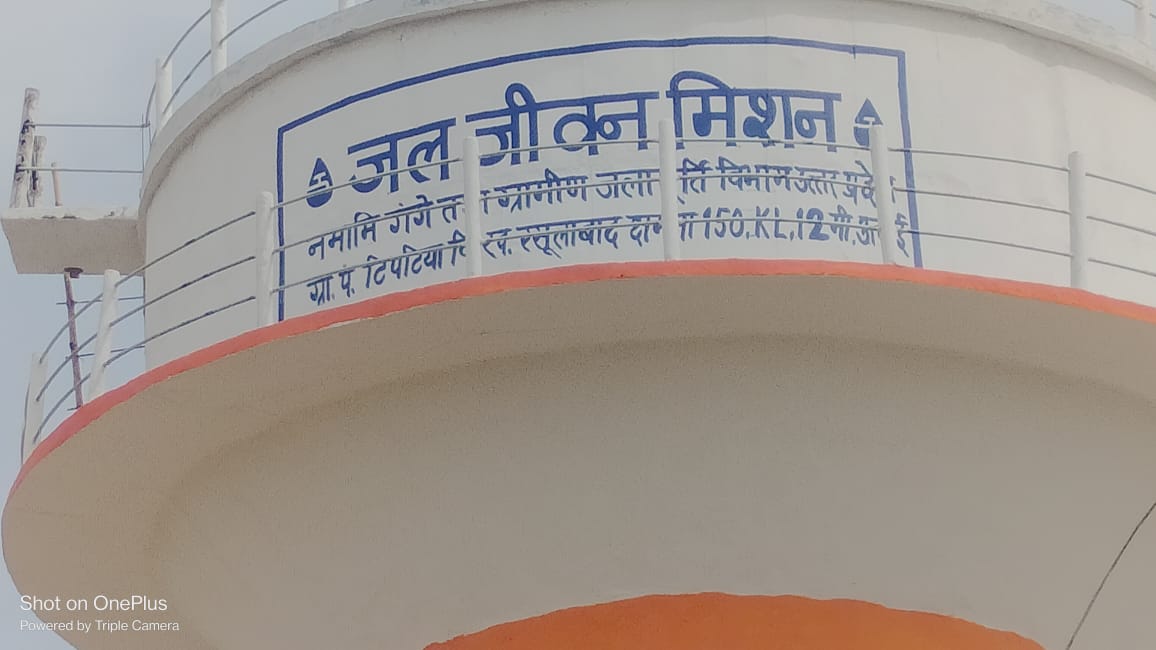 जल जीवन मिशन
नमामि गंगे तथा ग्रामीण जलापूर्ति विभाग उत्तर प्रदेश
ग्रा. पं. टिपटिया वि.ख. रसूलाबाद क्षमता 150.KL.12 मी.
Shot on OnePlus
Powered by Triple Camera